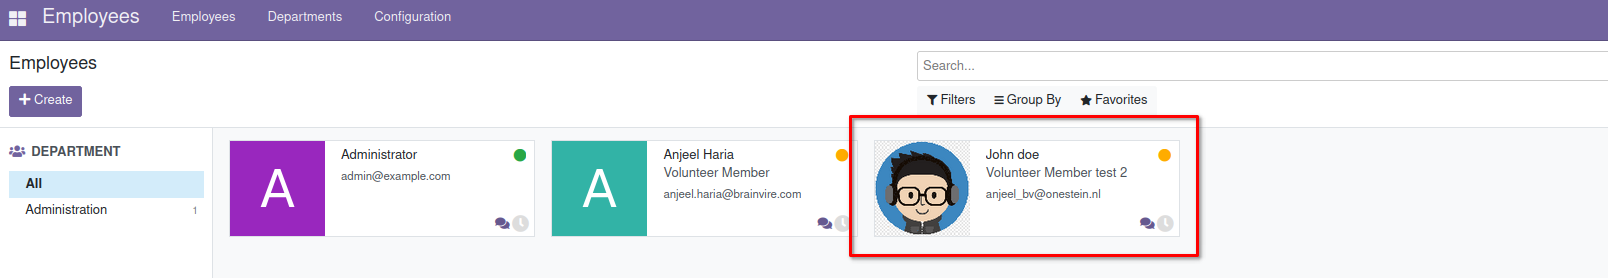 Employees Employees Departments Configuration
Employees
Search...
Create
Filters Group By Favorites
DEPARTMENT
All
Administration 1
A
Administrator
admin@example.com
A
Anjeel Haria
Volunteer Member
anjeel.haria@brainvire.com
John doe
Volunteer Member test 2
anjeel_bv@onestein.nl